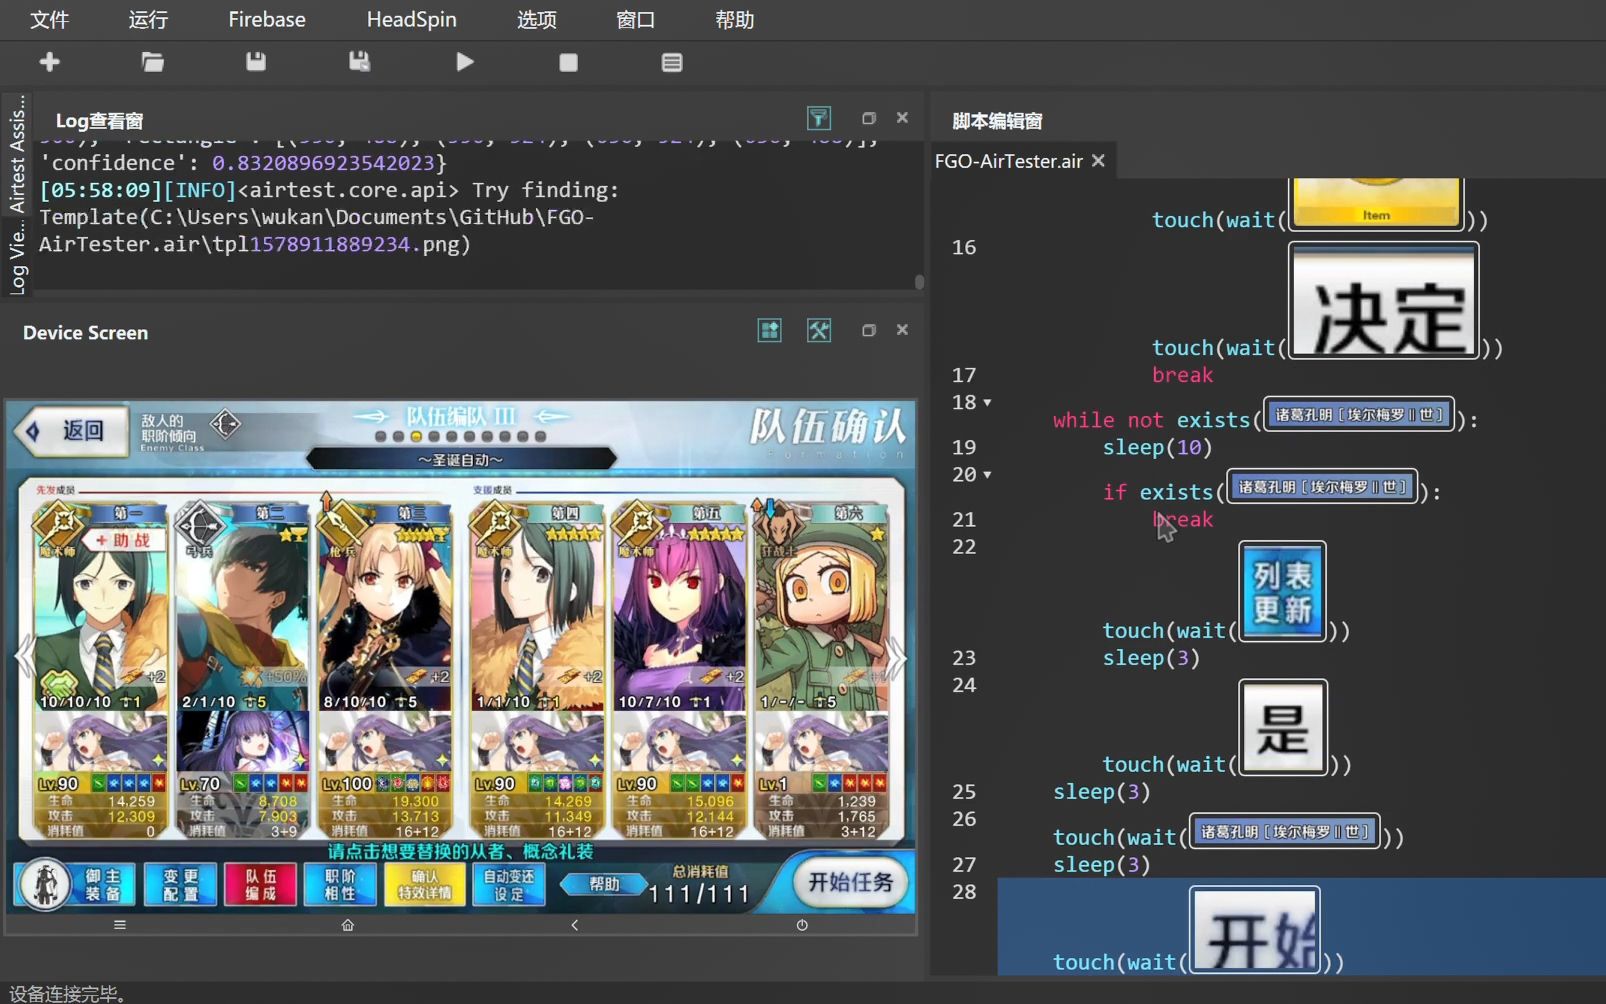 文件 运行 Firebase HeadSpin 选项 窗口 帮助
Airtest Assis...
Log Vie...
Log查看窗
'confidence': 0.8320896923542023}
[05:58:09][INFO]<airtest.core.api> Try finding:
Template(C:\Users\wukan\Documents\GitHub\FGO-
AirTester.air\tpl1578911889234.png)
Device Screen
返回
敌人的
职阶倾向
Enemy Class
队伍编队 III
～圣诞自动～
队伍确认
Formation
先发成员 支援成员
第一 第二 第三 第四 第五 第六
魔术师 弓兵 枪兵 魔术师 魔术师 狂战士
+ 助战
+2 +50% +2 +2 +2
10/10/10 1 2/1/10 5 8/10/10 5 1/1/10 1 10/7/10 1 1/-/- 5
Lv.90 Lv.70 Lv.100 Lv.90 Lv.90 Lv.1
生命 14,259 生命 8,708 生命 19,300 生命 14,269 生命 15,096 生命 1,239
攻击 12,309 攻击 7,903 攻击 13,713 攻击 11,349 攻击 12,144 攻击 1,765
消耗值 0 消耗值 3+9 消耗值 16+12 消耗值 16+12 消耗值 16+12 消耗值 3+12
请点击想要替换的从者、概念礼装
御主装备 变更配置 队伍编成 职阶相性 确认特效详情 自动变还设定 帮助 总消耗值 111/111 开始任务
设备连接完毕。
脚本编辑窗
FGO-AirTester.air
touch(wait(Item))
16
touch(wait(决定))
17 break
18 while not exists(诸葛孔明［埃尔梅罗Ⅱ世］):
19 sleep(10)
20 if exists(诸葛孔明［埃尔梅罗Ⅱ世］):
21 break
22
touch(wait(列表更新))
23 sleep(3)
24
touch(wait(是))
25 sleep(3)
26
touch(wait(诸葛孔明［埃尔梅罗Ⅱ世］))
27 sleep(3)
28
touch(wait(开始))